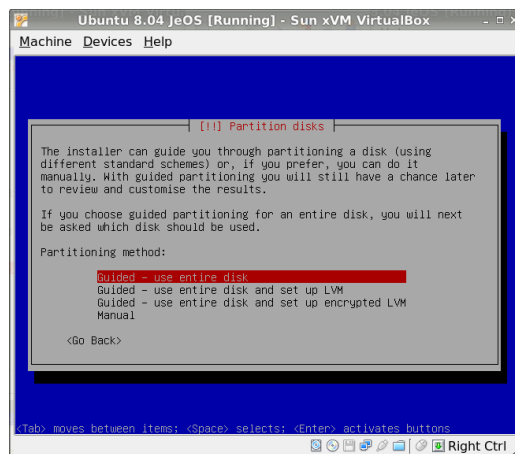 Ubuntu 8.04 JeOS [Running] - Sun xVM VirtualBox
Machine Devices Help
[!!] Partition disks
The installer can guide you through partitioning a disk (using
different standard schemes) or, if you prefer, you can do it
manually. With guided partitioning you will still have a chance later
to review and customise the results.
If you choose guided partitioning for an entire disk, you will next
be asked which disk should be used.
Partitioning method:
Guided - use entire disk
Guided - use entire disk and set up LVM
Guided - use entire disk and set up encrypted LVM
Manual
<Go Back>
<Tab> moves between items; <Space> selects; <Enter> activates buttons
Right Ctrl